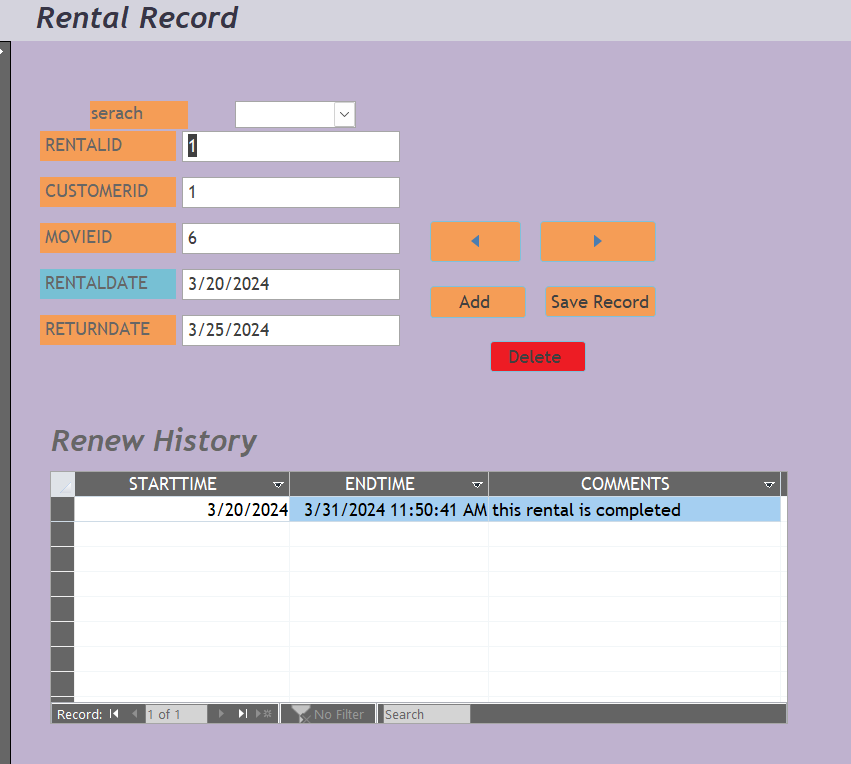 Rental Record
serach
RENTALID 1
CUSTOMERID 1
MOVIEID 6
RENTALDATE 3/20/2024
Add Save Record
RETURNDATE 3/25/2024
Delete
Renew History
STARTTIME ENDTIME COMMENTS
3/20/2024 3/31/2024 11:50:41 AM this rental is completed
Record: 1 of 1 No Filter Search